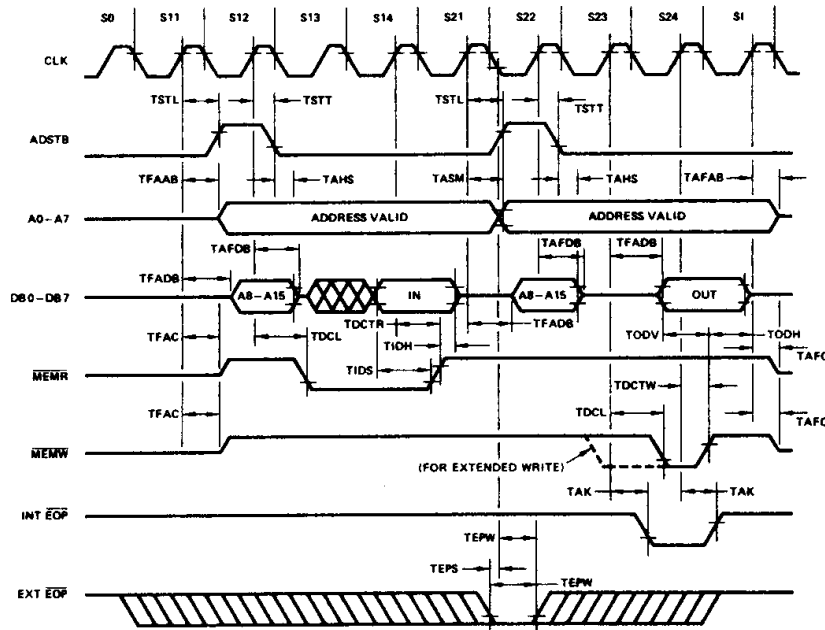 S0 S11 S12 S13 S14 S21 S22 S23 S24 SI
CLK
TSTL TSTT TSTL TSTT
ADSTB
TFAAB TAHS TASM TAHS TAFAB
A0–A7 ADDRESS VALID ADDRESS VALID
TAFDB TAFDB TFADB
TFADB
DB0–DB7 A8–A15 IN A8–A15 OUT
TFAC TDCL TDCTR TFADB TODV TODH
TIDH
TAFC
MEMR TIDS TDCTW
TFAC TDCL TAFC
MEMW
(FOR EXTENDED WRITE)
TAK TAK
INT EOP
TEPW
TEPS TEPW
EXT EOP